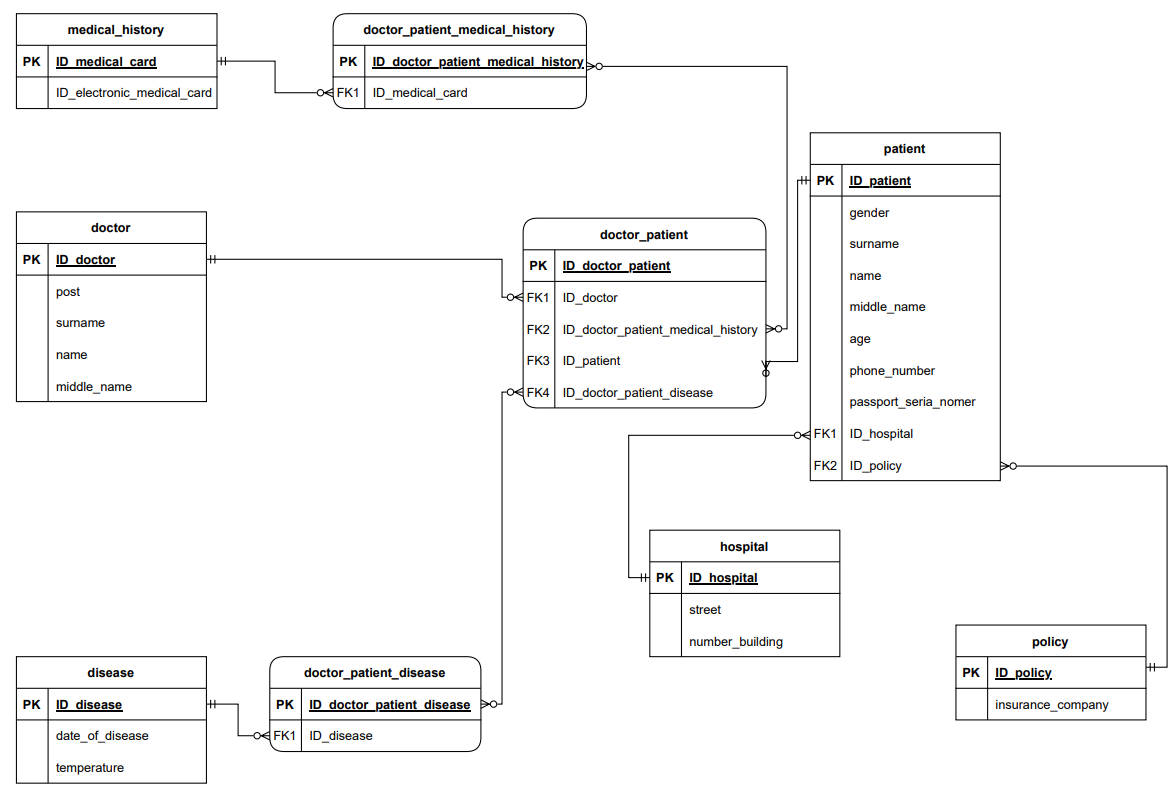 medical_history
PK ID_medical_card
ID_electronic_medical_card
doctor_patient_medical_history
PK ID_doctor_patient_medical_history
FK1 ID_medical_card
patient
PK ID_patient
gender
surname
name
middle_name
age
phone_number
passport_seria_nomer
FK1 ID_hospital
FK2 ID_policy
doctor
PK ID_doctor
post
surname
name
middle_name
doctor_patient
PK ID_doctor_patient
FK1 ID_doctor
FK2 ID_doctor_patient_medical_history
FK3 ID_patient
FK4 ID_doctor_patient_disease
hospital
PK ID_hospital
street
number_building
policy
PK ID_policy
insurance_company
disease
PK ID_disease
date_of_disease
temperature
doctor_patient_disease
PK ID_doctor_patient_disease
FK1 ID_disease